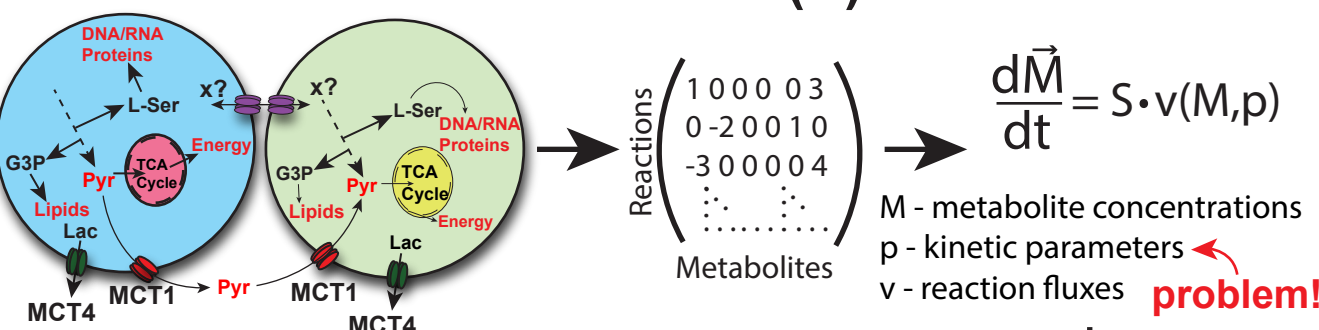 DNA/RNA
Proteins
x?
L-Ser
G3P
Pyr
TCA
Cycle
Energy
Lipids
Lac
MCT4
MCT1
Pyr
x?
L-Ser
DNA/RNA
Proteins
G3P
Pyr
TCA
Cycle
Lipids
Energy
Lac
MCT1
MCT4
Reactions
1 0 0 0 0 3
0 -2 0 0 1 0
-3 0 0 0 0 4
Metabolites
dM⃗/dt = S·v(M,p)
M - metabolite concentrations
p - kinetic parameters
v - reaction fluxes
problem!